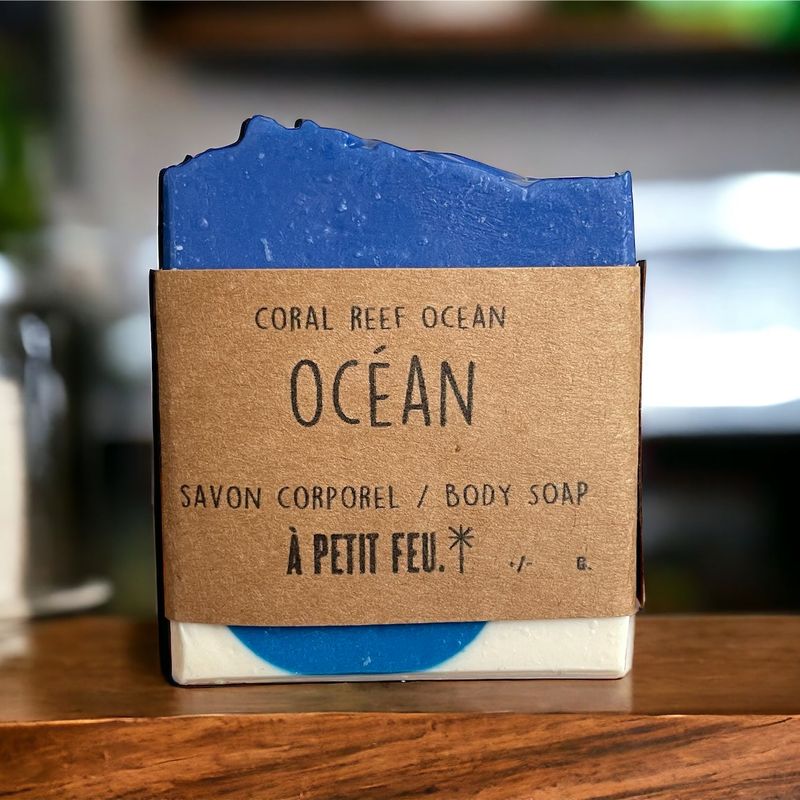 CORAL REEF OCEAN
OCÉAN
SAVON CORPOREL / BODY SOAP
À PETIT FEU. +/- G.